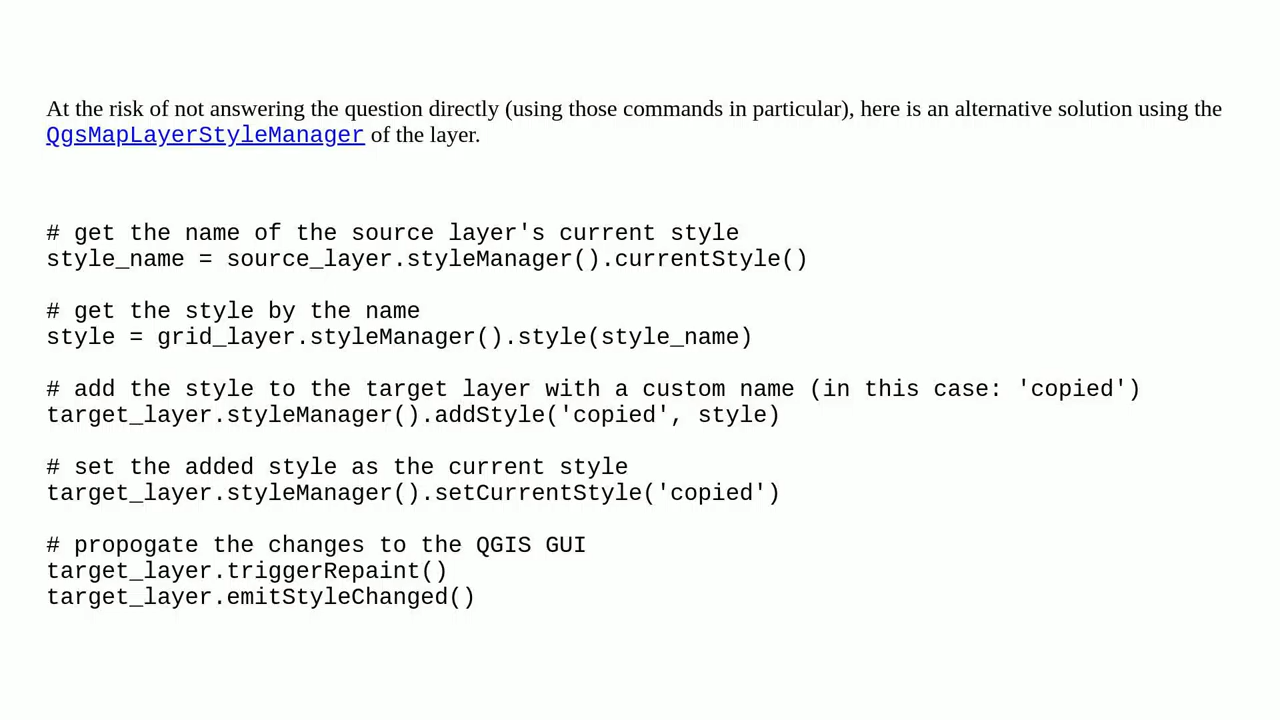 At the risk of not answering the question directly (using those commands in particular), here is an alternative solution using the
QgsMapLayerStyleManager of the layer.
# get the name of the source layer's current style
style_name = source_layer.styleManager().currentStyle()
# get the style by the name
style = grid_layer.styleManager().style(style_name)
# add the style to the target layer with a custom name (in this case: 'copied')
target_layer.styleManager().addStyle('copied', style)
# set the added style as the current style
target_layer.styleManager().setCurrentStyle('copied')
# propogate the changes to the QGIS GUI
target_layer.triggerRepaint()
target_layer.emitStyleChanged()